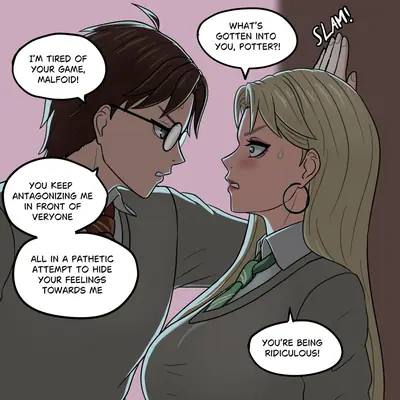 I'M TIRED OF
YOUR GAME,
MALFOID!
WHAT'S
GOTTEN INTO
YOU, POTTER?!
SLAM!
YOU KEEP
ANTAGONIZING ME
IN FRONT OF
VERYONE
ALL IN A PATHETIC
ATTEMPT TO HIDE
YOUR FEELINGS
TOWARDS ME
YOU'RE BEING
RIDICULOUS!